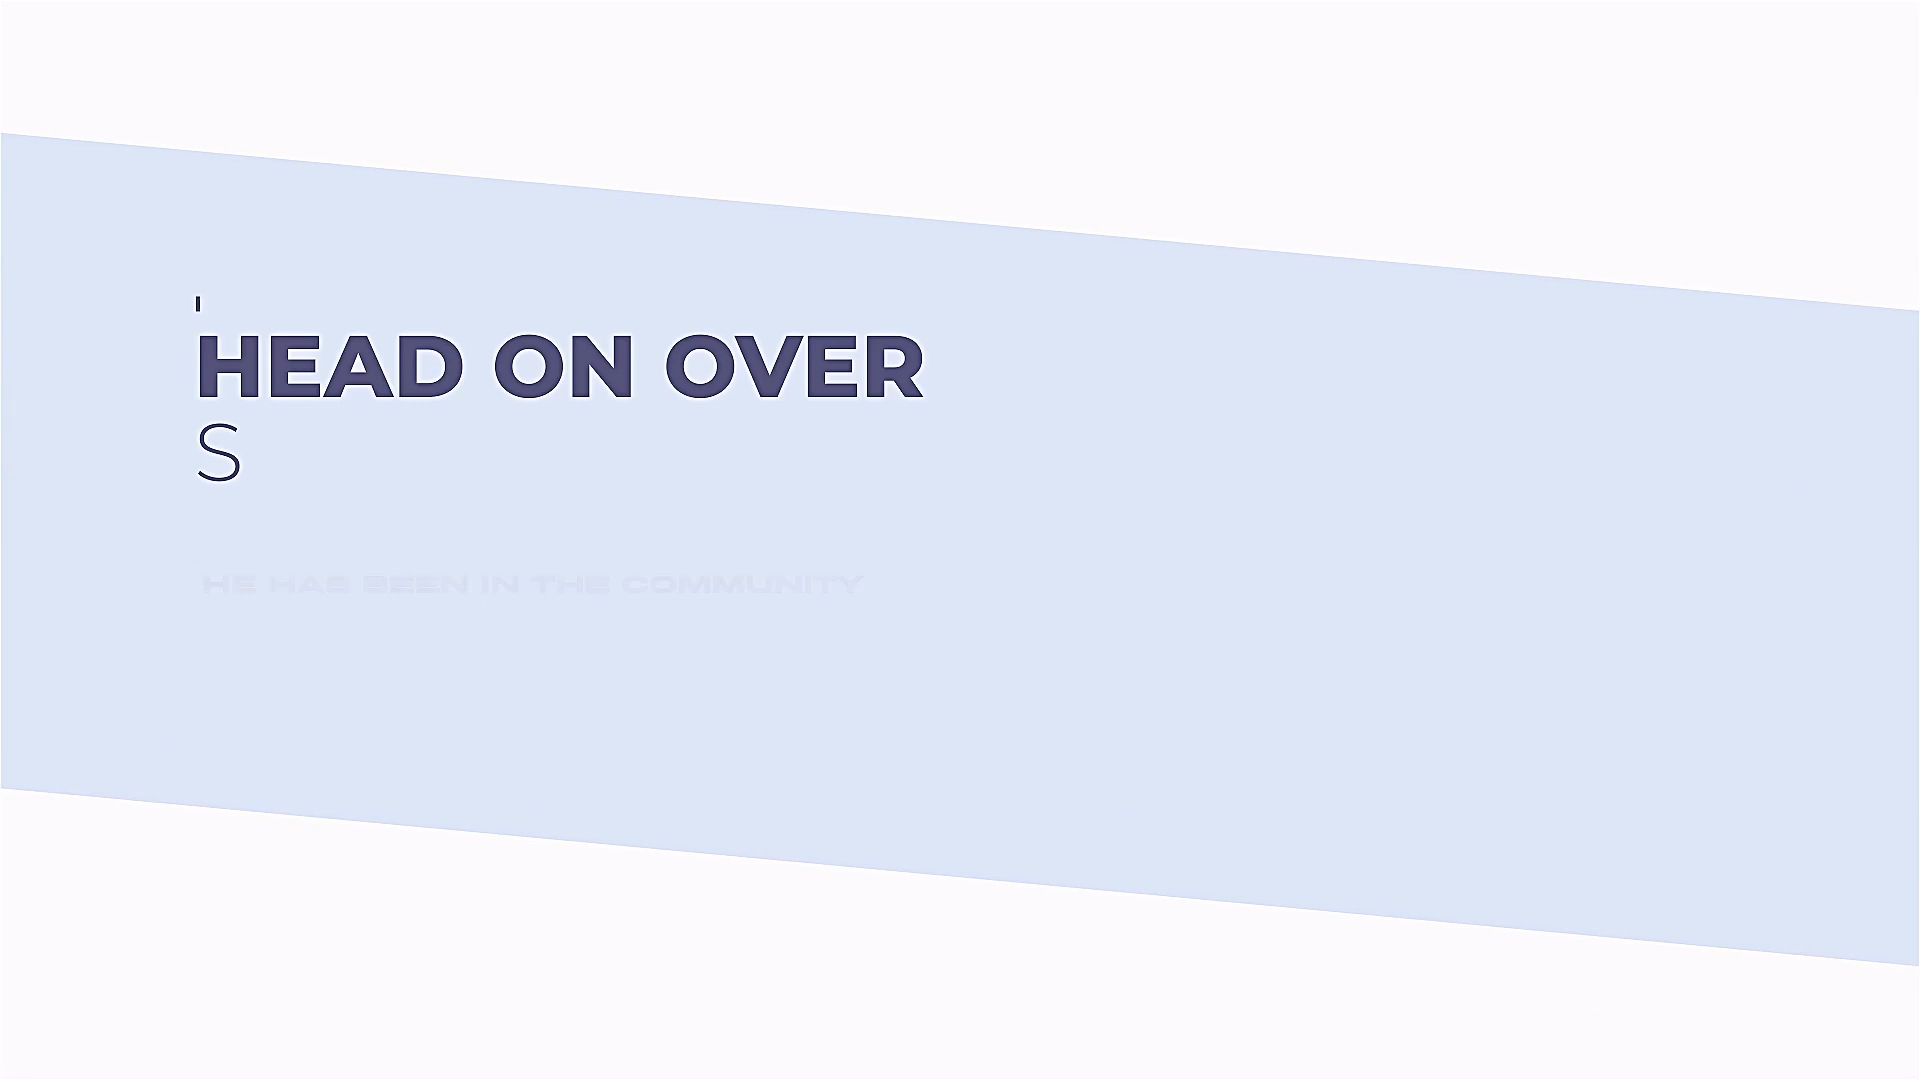 HEAD ON OVER
S
HE HAS BEEN IN THE COMMUNITY